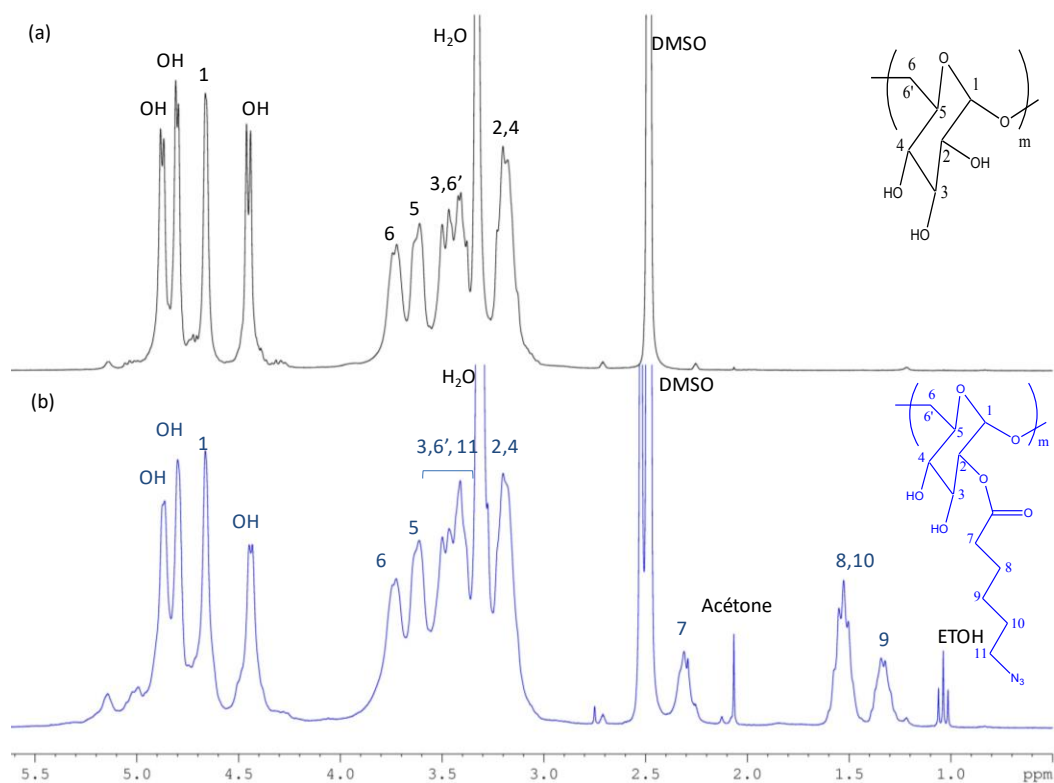 (a)
H₂O
DMSO
OH
OH
1
OH
6
5
3,6’
2,4
6
6'
O
5
1
O
m
4
2
OH
HO
3
HO
(b)
H₂O
DMSO
OH
OH
1
OH
6
5
3,6’, 11
2,4
7
Acétone
8,10
9
ETOH
6
6'
O
5
1
O
m
4
2
O
HO
3
HO
O
7
8
9
10
11
N₃
5.5 5.0 4.5 4.0 3.5 3.0 2.5 2.0 1.5 1.0 ppm